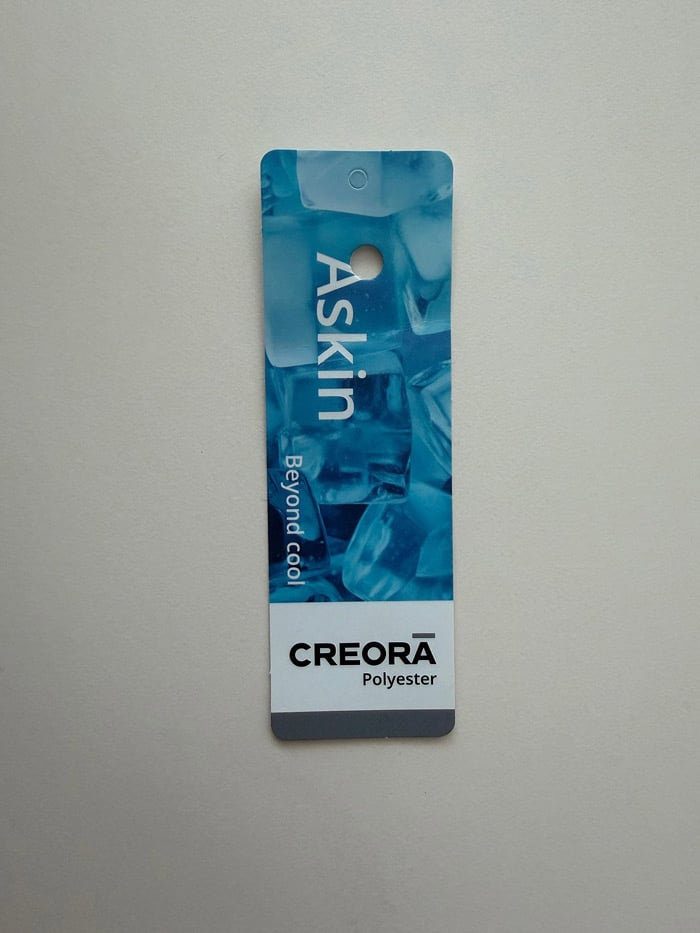 Askin
Beyond cool
CREORA
Polyester